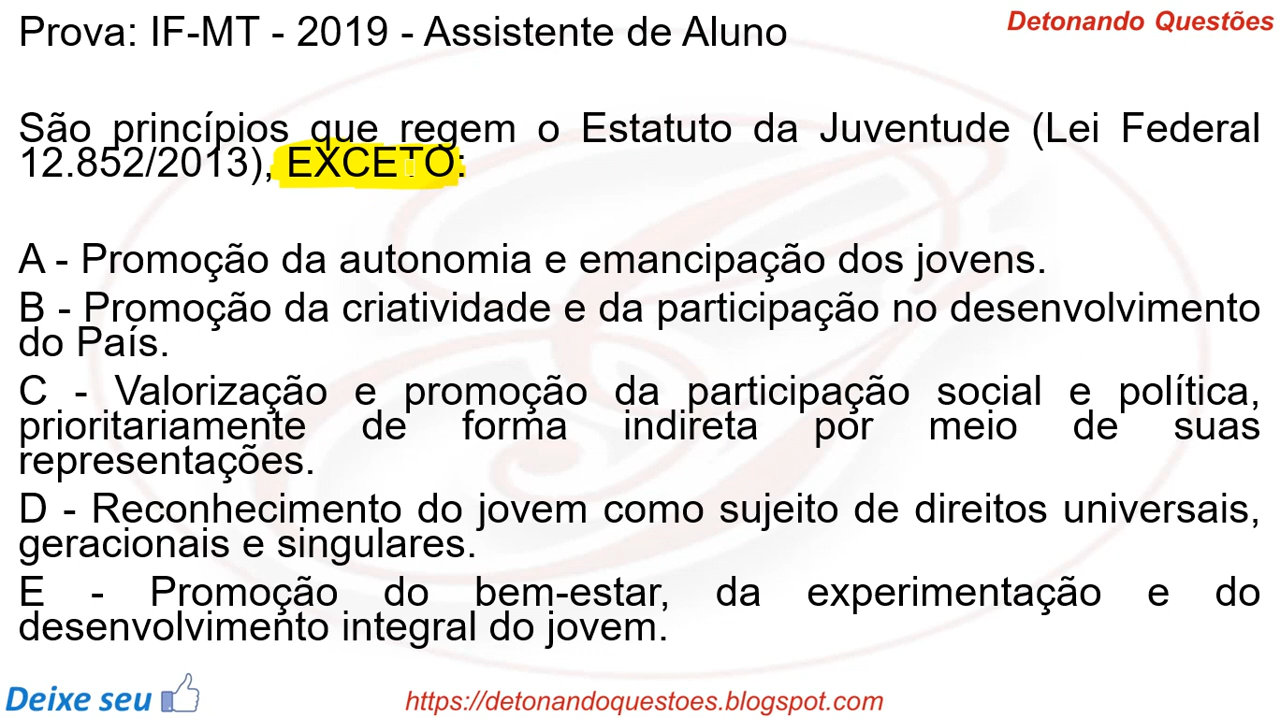 Prova: IF-MT - 2019 - Assistente de Aluno
Detonando Questões
São princípios que regem o Estatuto da Juventude (Lei Federal
12.852/2013), EXCETO:
A - Promoção da autonomia e emancipação dos jovens.
B - Promoção da criatividade e da participação no desenvolvimento
do País.
C - Valorização e promoção da participação social e política,
prioritariamente de forma indireta por meio de suas
representações.
D - Reconhecimento do jovem como sujeito de direitos universais,
geracionais e singulares.
E - Promoção do bem-estar, da experimentação e do
desenvolvimento integral do jovem.
Deixe seu
https://detonandoquestoes.blogspot.com